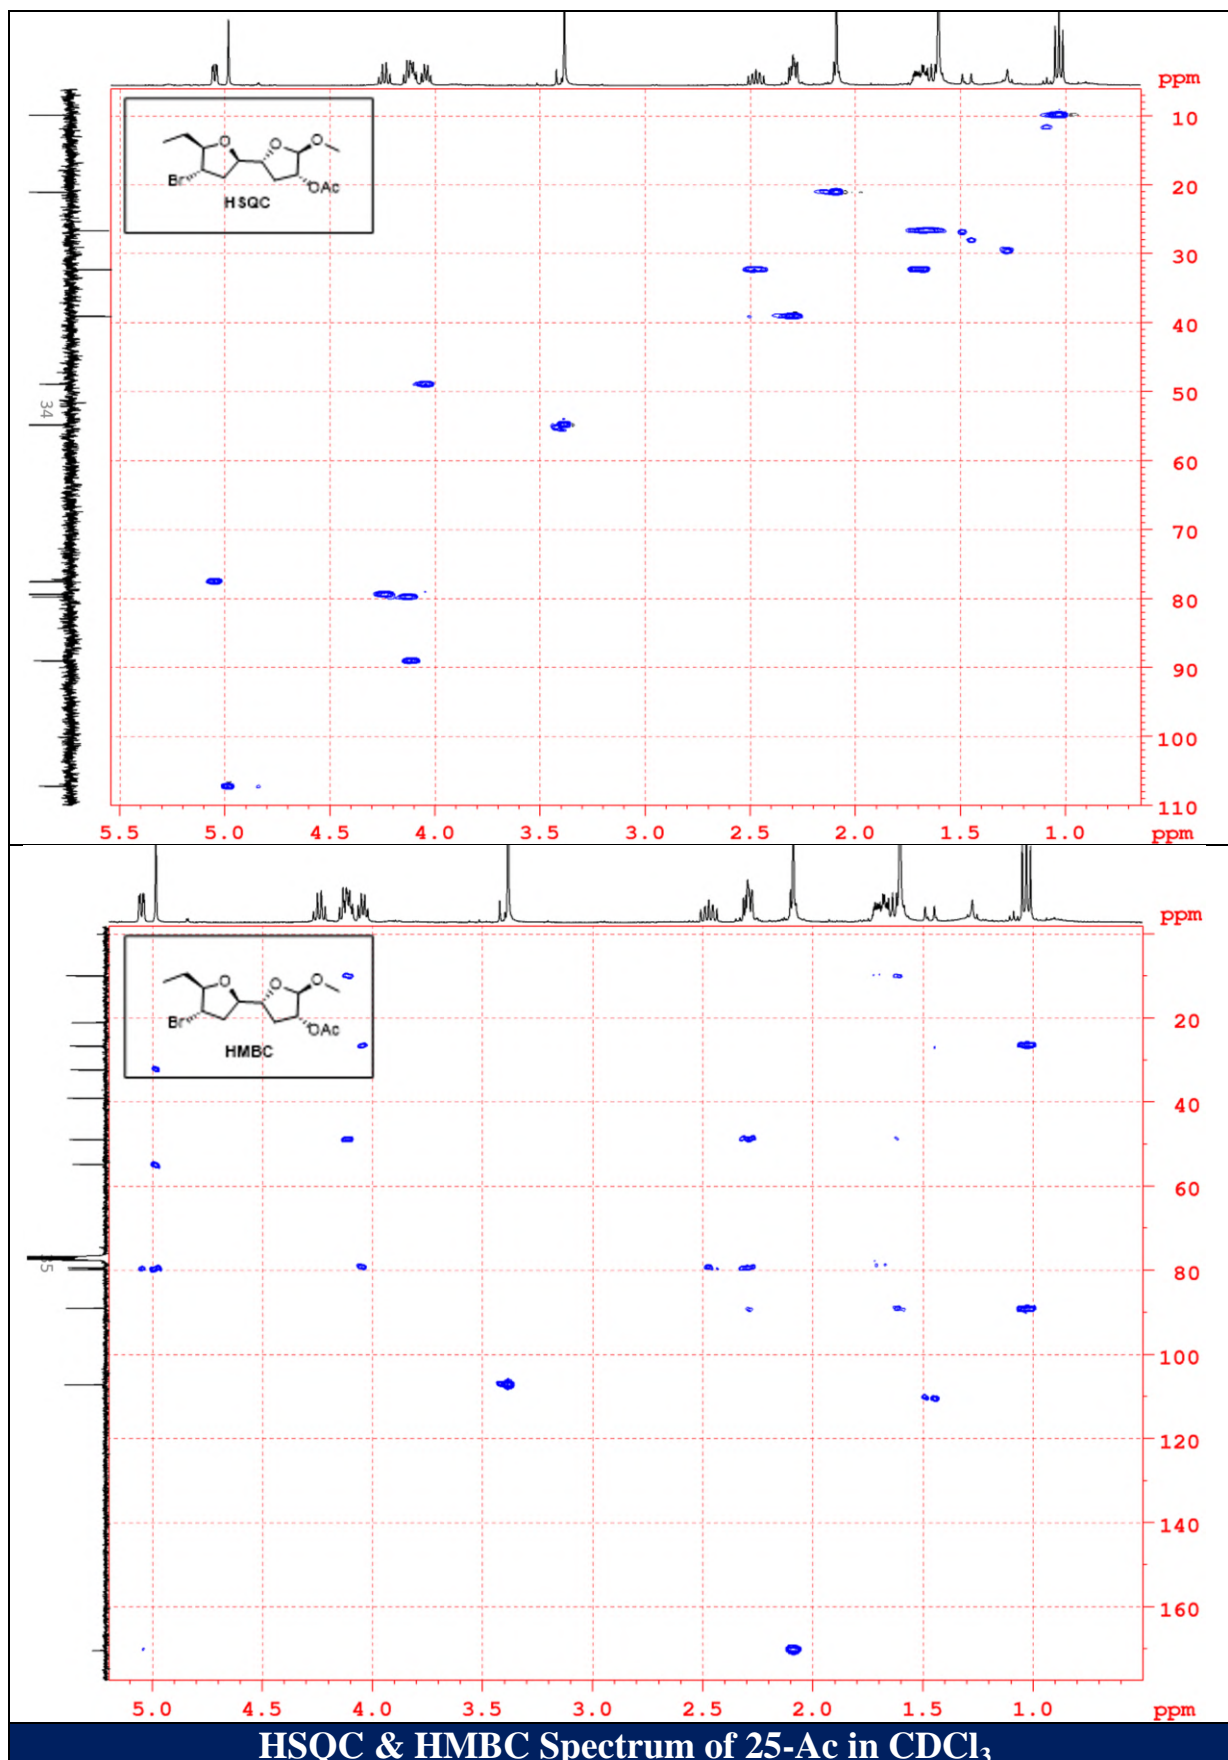 ppm
10
20
30
40
50
60
70
80
90
100
110
5.5 5.0 4.5 4.0 3.5 3.0 2.5 2.0 1.5 1.0 ppm
34
O O O
Br OAc
HSQC
ppm
20
40
60
80
100
120
140
160
5.0 4.5 4.0 3.5 3.0 2.5 2.0 1.5 1.0 ppm
O O O
Br OAc
HMBC
HSQC & HMBC Spectrum of 25-Ac in CDCl₃